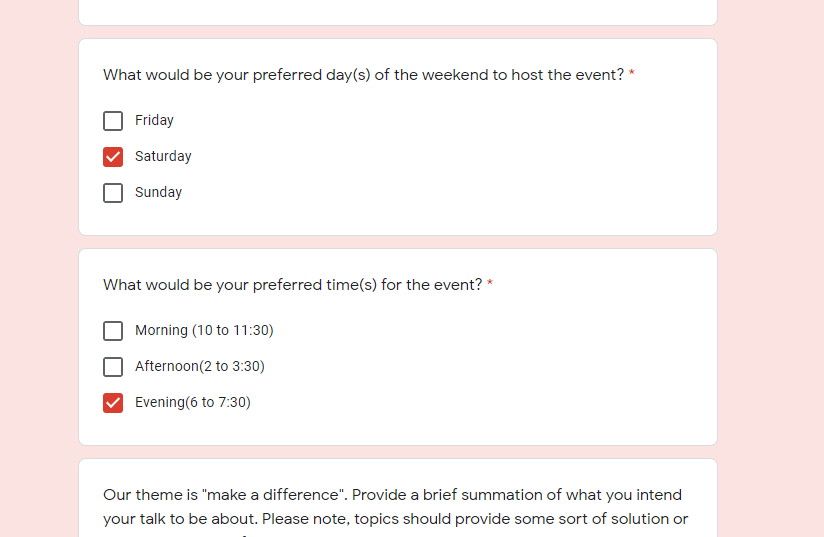 What would be your preferred day(s) of the weekend to host the event? *
Friday
Saturday
Sunday
What would be your preferred time(s) for the event? *
Morning (10 to 11:30)
Afternoon(2 to 3:30)
Evening(6 to 7:30)
Our theme is "make a difference". Provide a brief summation of what you intend
your talk to be about. Please note, topics should provide some sort of solution or